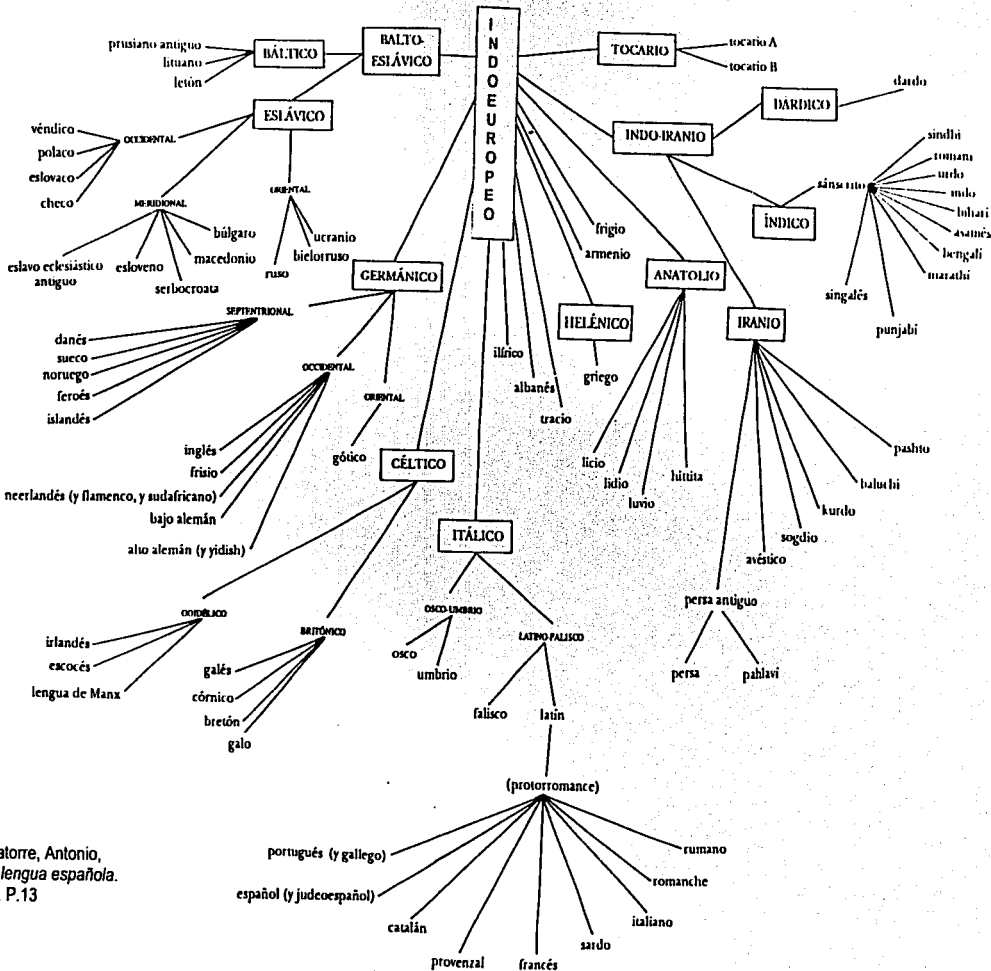 INDOEUROPEO
BALTO-
ESLÁVICO
BÁLTICO
prusiano antiguo
lituano
letón
ESLÁVICO
OCCIDENTAL
véndico
polaco
eslovaco
checo
MERIDIONAL
eslavo eclesiástico
antiguo
esloveno
serbocroata
macedonio
búlgaro
ORIENTAL
ruso
bielorruso
ucranio
GERMÁNICO
SEPTENTRIONAL
danés
sueco
noruego
feroés
islandés
OCCIDENTAL
inglés
frisio
neerlandés (y flamenco, y sudafricano)
bajo alemán
alto alemán (y yidish)
ORIENTAL
gótico
CÉLTICO
GOIDÉLICO
irlandés
escocés
lengua de Manx
BRITÓNICO
galés
córnico
bretón
galo
ITÁLICO
OSCO-UMBRIO
osco
umbrio
LATINO-FALISCO
falisco
latín
(protorromance)
portugués (y gallego)
español (y judeoespañol)
catalán
provenzal
francés
sardo
italiano
romanche
rumano
ilírico
albanés
tracio
HELÉNICO
griego
armenio
frigio
ANATOLIO
licio
lidio
luvio
hittita
INDO-IRANIO
DÁRDICO
dardo
ÍNDICO
sánscrito
sindhi
romani
urdo
indo
bihari
asamés
bengali
marathi
punjabi
singalés
IRANIO
persa antiguo
persa
pahlavi
avéstico
sogdio
kurdo
baluchi
pashto
TOCARIO
tocario A
tocario B
atorre, Antonio,
lengua española.
P.13